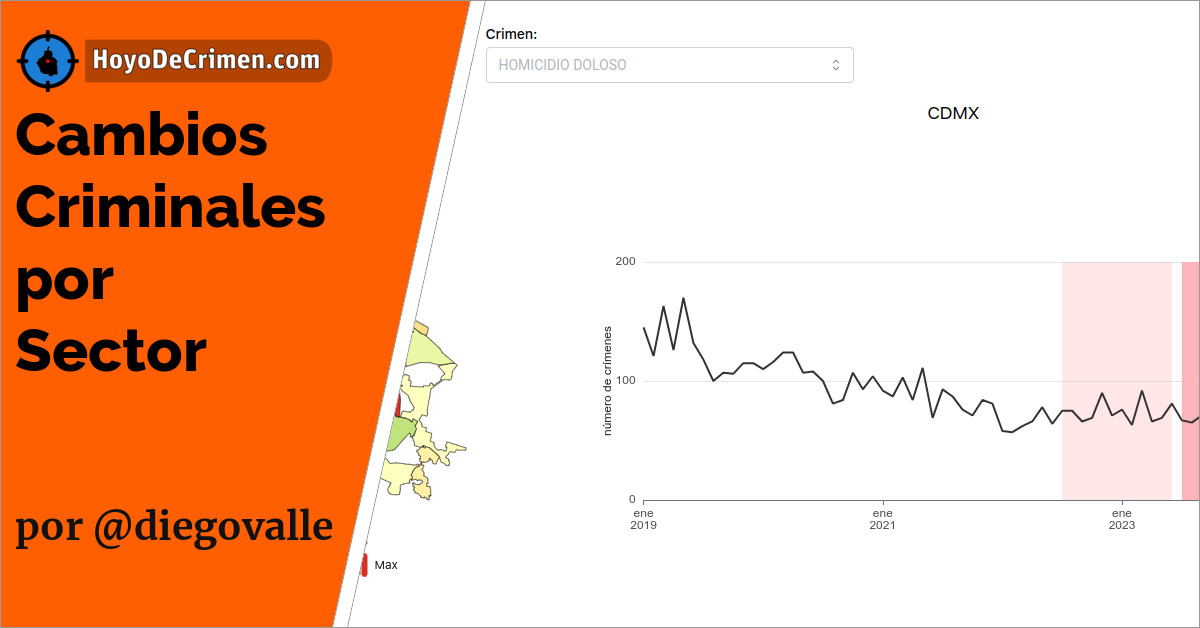 HoyoDeCrimen.com
Cambios
Criminales
por
Sector
por @diegovalle
Crimen:
HOMICIDIO DOLOSO
CDMX
número de crímenes
200
100
0
ene
2019
ene
2021
ene
2023
Max